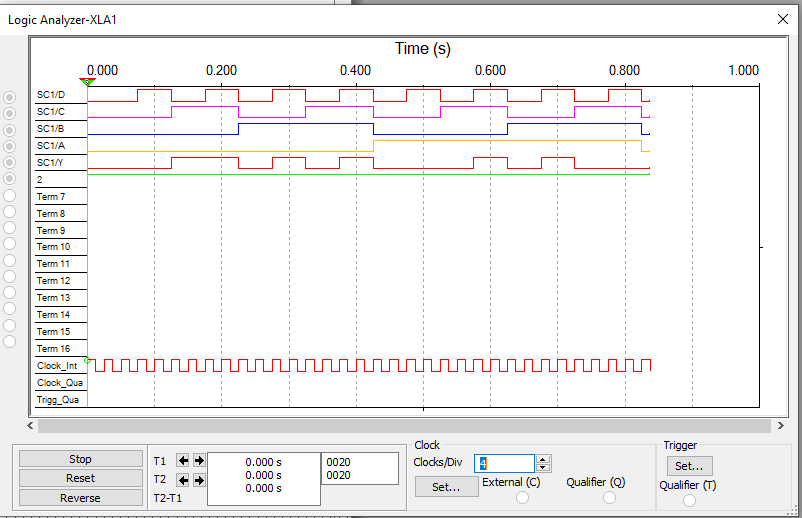 Logic Analyzer-XLA1
Time (s)
0.000 0.200 0.400 0.600 0.800 1.000
SC1/D
SC1/C
SC1/B
SC1/A
SC1/Y
2
Term 7
Term 8
Term 9
Term 10
Term 11
Term 12
Term 13
Term 14
Term 15
Term 16
Clock_Int
Clock_Qua
Trigg_Qua
Stop
Reset
Reverse
T1
T2
T2-T1
0.000 s
0.000 s
0.000 s
0020
0020
Clock
Clocks/Div 4
Set...
External (C)
Qualifier (Q)
Trigger
Set...
Qualifier (T)